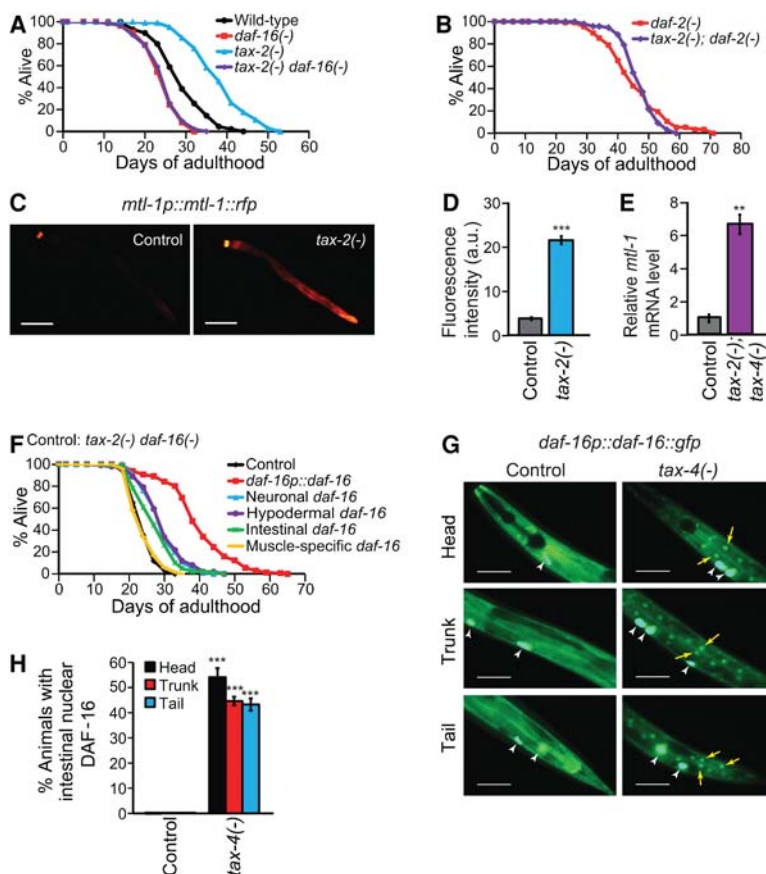 A
% Alive
100
80
60
40
20
0
0 10 20 30 40 50 60
Days of adulthood
Wild-type
daf-16(-)
tax-2(-)
tax-2(-) daf-16(-)
B
% Alive
100
80
60
40
20
0
0 10 20 30 40 50 60 70 80
Days of adulthood
daf-2(-)
tax-2(-); daf-2(-)
C
mtl-1p::mtl-1::rfp
Control
tax-2(-)
D
Fluorescence
intensity (a.u.)
30
20
10
0
***
Control
tax-2(-)
E
Relative mtl-1
mRNA level
8
6
4
2
0
**
Control
tax-2(-);
tax-4(-)
F
Control: tax-2(-) daf-16(-)
% Alive
100
80
60
40
20
0
0 10 20 30 40 50 60 70
Days of adulthood
Control
daf-16p::daf-16
Neuronal daf-16
Hypodermal daf-16
Intestinal daf-16
Muscle-specific daf-16
G
daf-16p::daf-16::gfp
Control
tax-4(-)
Head
Trunk
Tail
H
% Animals with
intestinal nuclear
DAF-16
60
50
40
30
20
10
0
Head
Trunk
Tail
***
***
***
Control
tax-4(-)